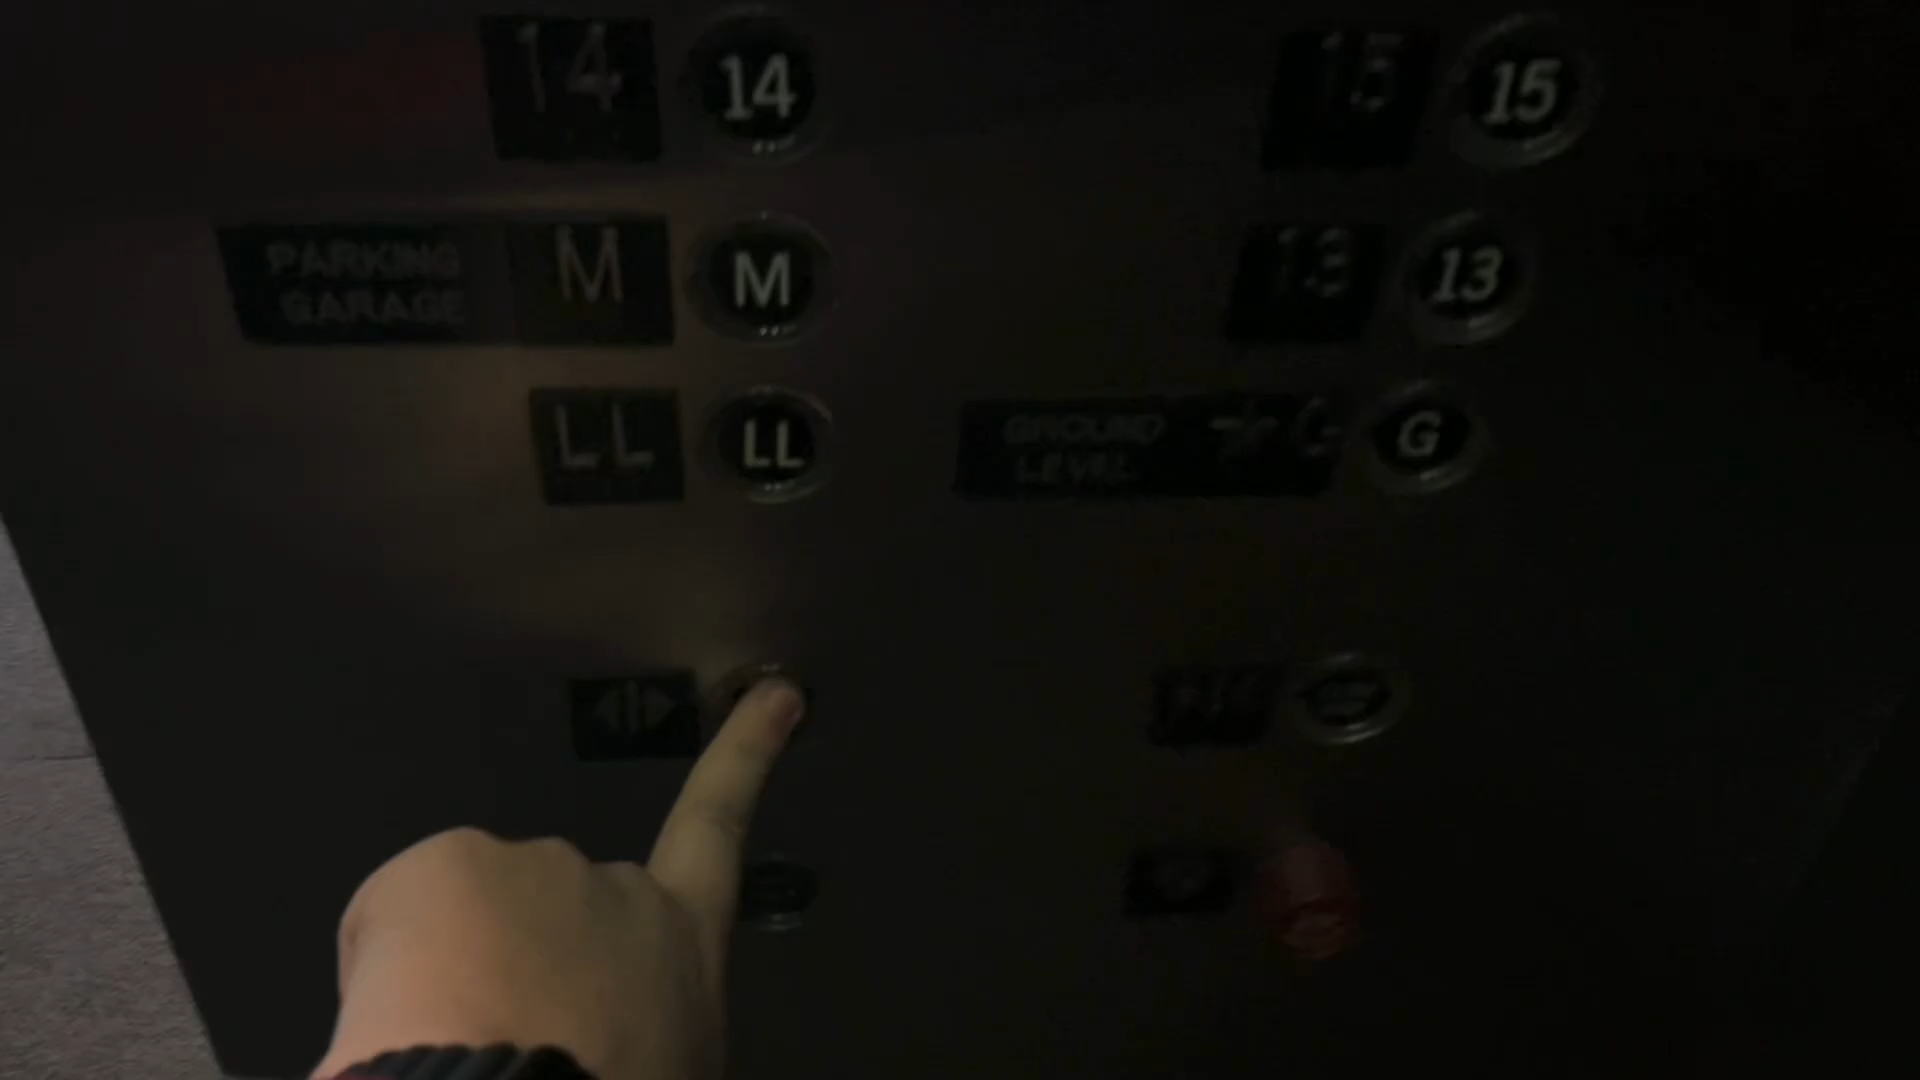 14 14 15 15
PARKING
GARAGE
M M 13 13
LL LL
GROUND
LEVEL
G G